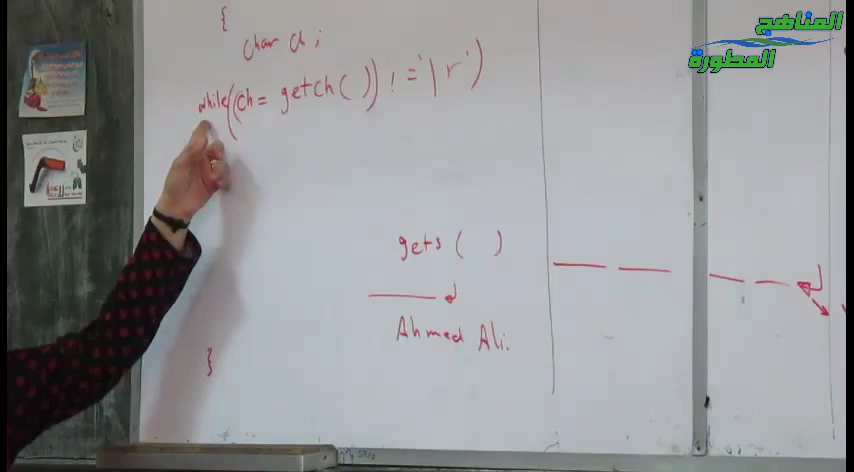 المناهج
المطورة
{
char ch;
while((ch= getch( )) != '\r')
gets ( )
Ahmed Ali.
}